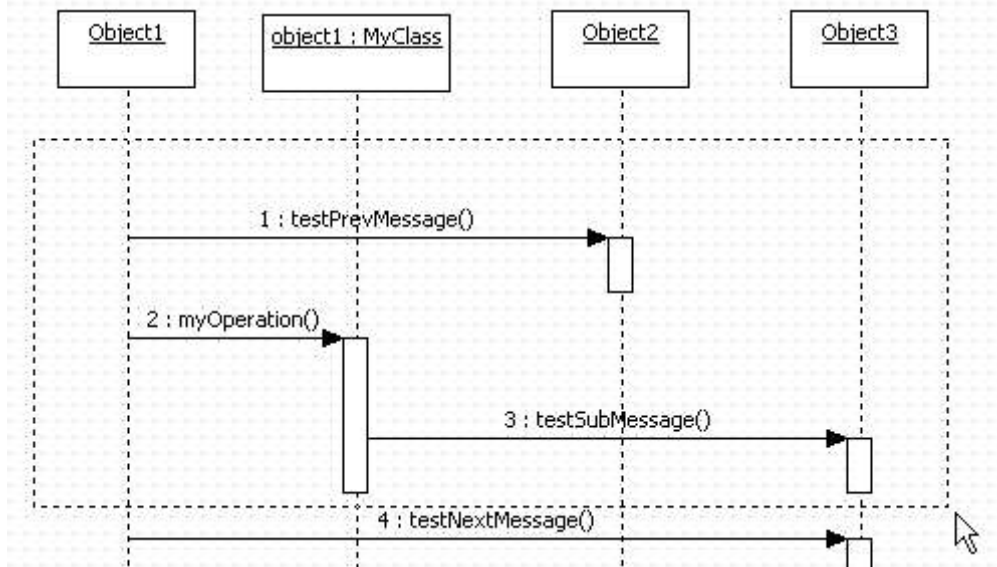 Object1
object1 : MyClass
Object2
Object3
1 : testPrevMessage()
2 : myOperation()
3 : testSubMessage()
4 : testNextMessage()